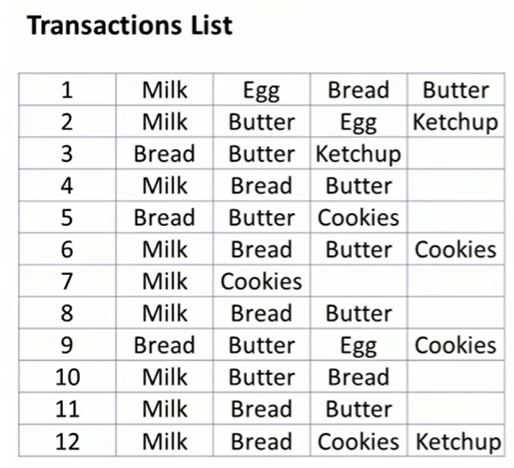 Transactions List
1 Milk Egg Bread Butter
2 Milk Butter Egg Ketchup
3 Bread Butter Ketchup
4 Milk Bread Butter
5 Bread Butter Cookies
6 Milk Bread Butter Cookies
7 Milk Cookies
8 Milk Bread Butter
9 Bread Butter Egg Cookies
10 Milk Butter Bread
11 Milk Bread Butter
12 Milk Bread Cookies Ketchup